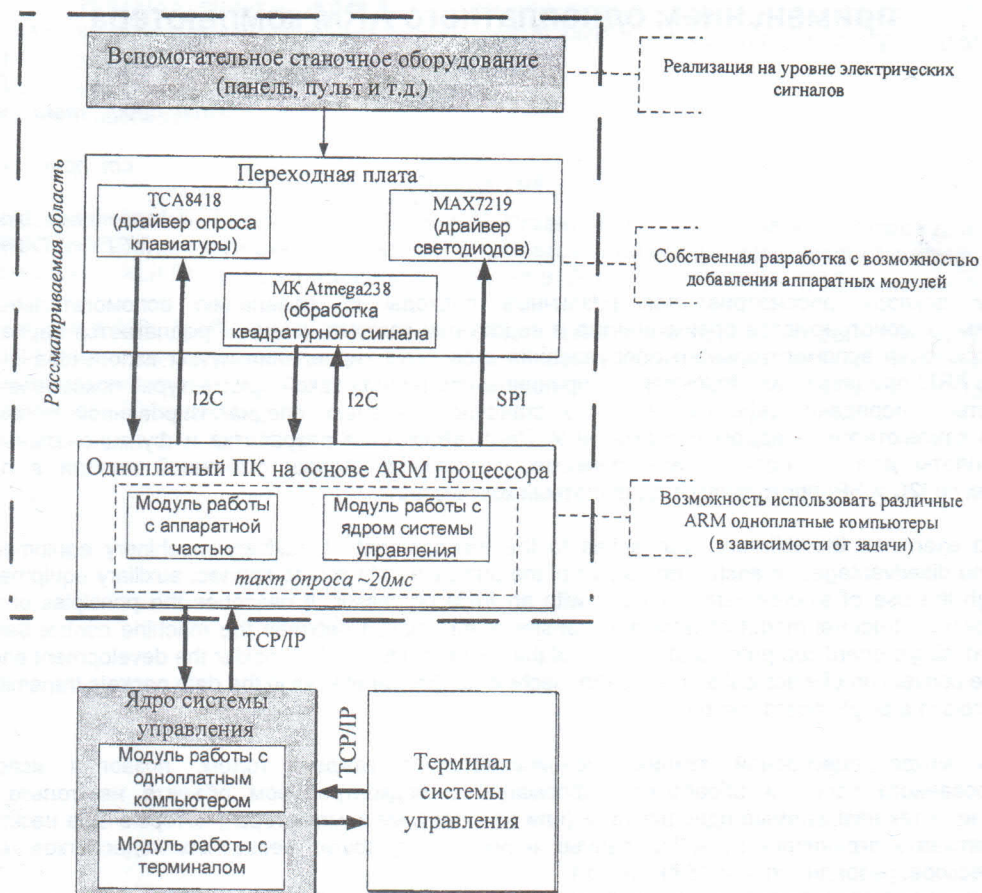 Вспомогательное станочное оборудование
(панель, пульт и т.д.)
Реализация на уровне электрических
сигналов
Рассматриваемая область
Переходная плата
TCA8418
(драйвер опроса
клавиатуры)
MAX7219
(драйвер
светодиодов)
МК Atmega238
(обработка
квадратурного сигнала)
Собственная разработка с возможностью
добавления аппаратных модулей
I2C
I2C
SPI
Одноплатный ПК на основе ARM процессора
Модуль работы
с аппаратной
частью
Модуль работы с
ядром системы
управления
такт опроса ~20мс
Возможность использовать различные
ARM одноплатные компьютеры
(в зависимости от задачи)
TCP/IP
Ядро системы
управления
Модуль работы с
одноплатным
компьютером
Модуль работы с
терминалом
TCP/IP
Терминал
системы
управления